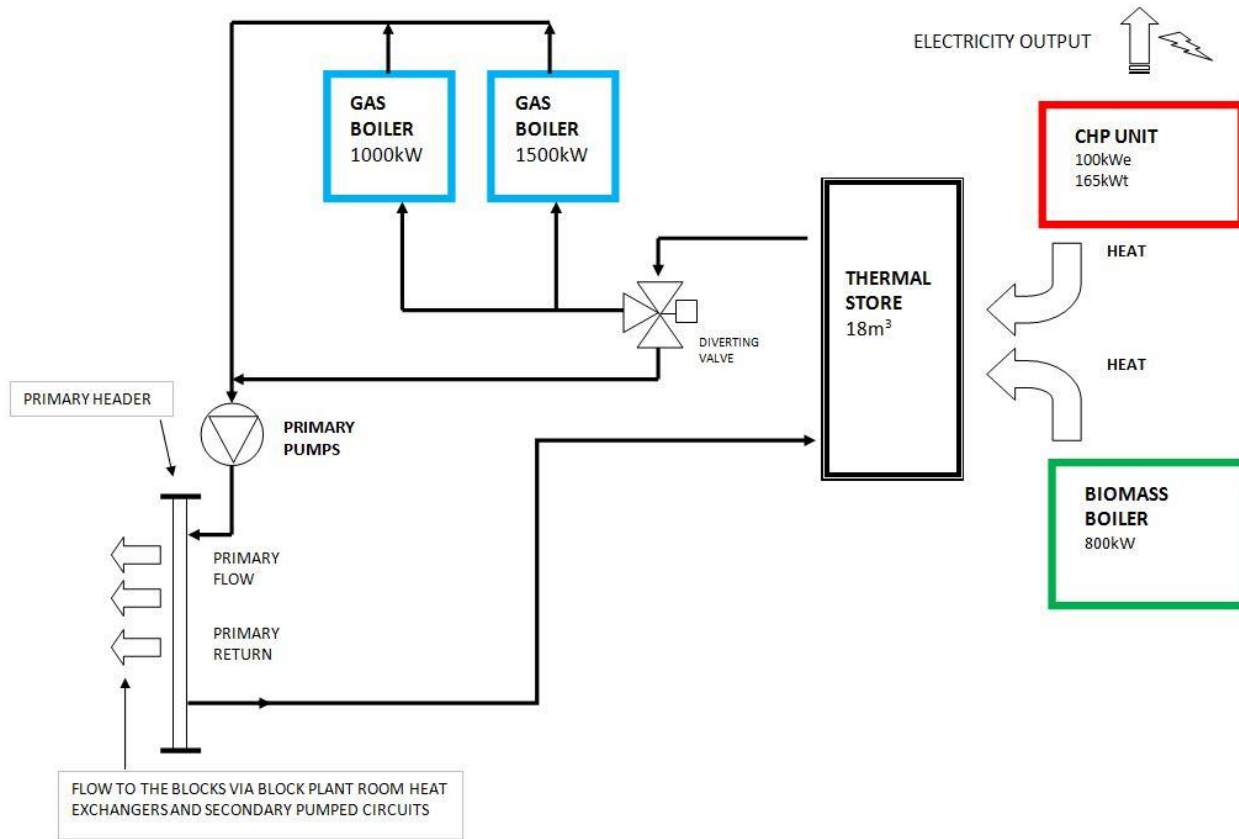 ELECTRICITY OUTPUT
GAS
BOILER
1000kW
GAS
BOILER
1500kW
CHP UNIT
100kWe
165kWt
HEAT
THERMAL
STORE
18m³
DIVERTING
VALVE
HEAT
PRIMARY HEADER
PRIMARY
PUMPS
BIOMASS
BOILER
800kW
PRIMARY
FLOW
PRIMARY
RETURN
FLOW TO THE BLOCKS VIA BLOCK PLANT ROOM HEAT
EXCHANGERS AND SECONDARY PUMPED CIRCUITS